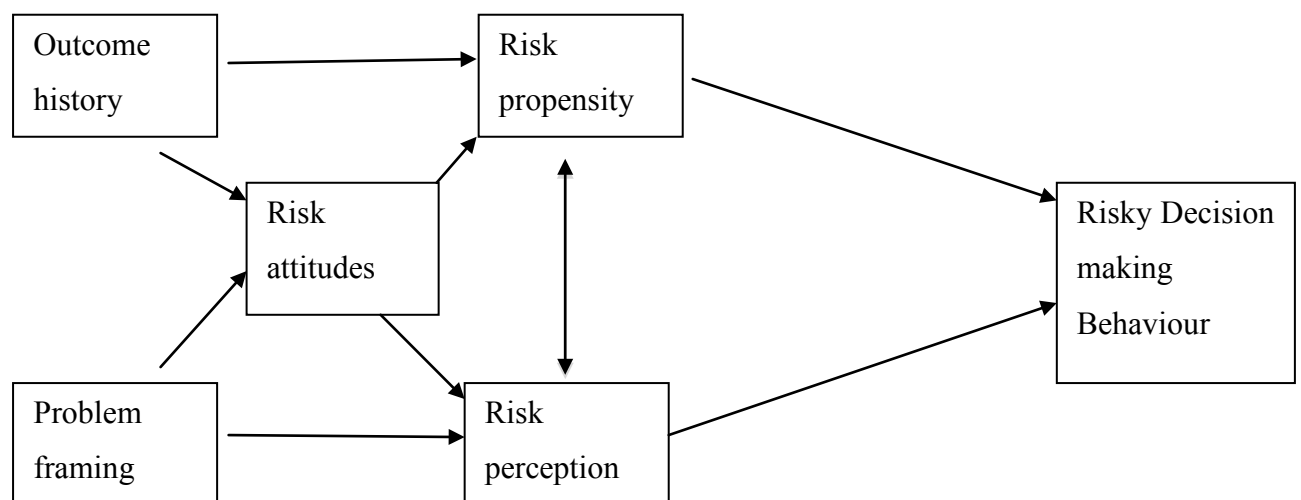 Outcome
history
Risk
propensity
Risk
attitudes
Risky Decision
making
Behaviour
Problem
framing
Risk
perception